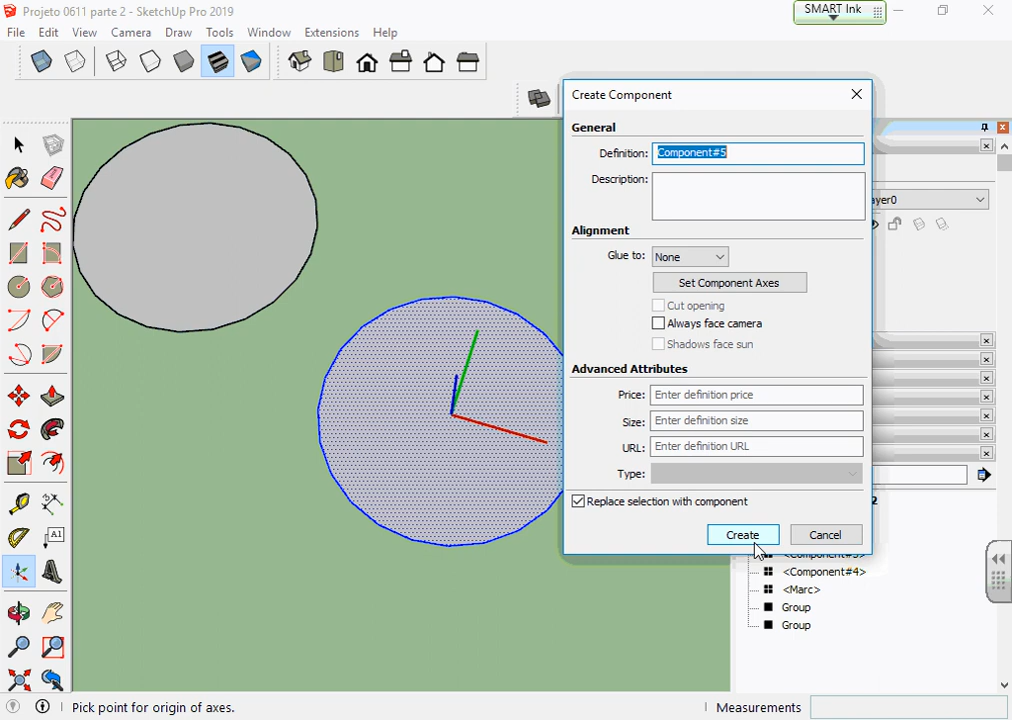 Projeto 0611 parte 2 - SketchUp Pro 2019
SMART Ink
File Edit View Camera Draw Tools Window Extensions Help
Create Component
General
Definition: Component#5
Description:
Alignment
Glue to: None
Set Component Axes
Cut opening
Always face camera
Shadows face sun
Advanced Attributes
Price: Enter definition price
Size: Enter definition size
URL: Enter definition URL
Type:
Replace selection with component
Create Cancel
A1
<Component#4>
<Marc>
Group
Group
Pick point for origin of axes.
Measurements